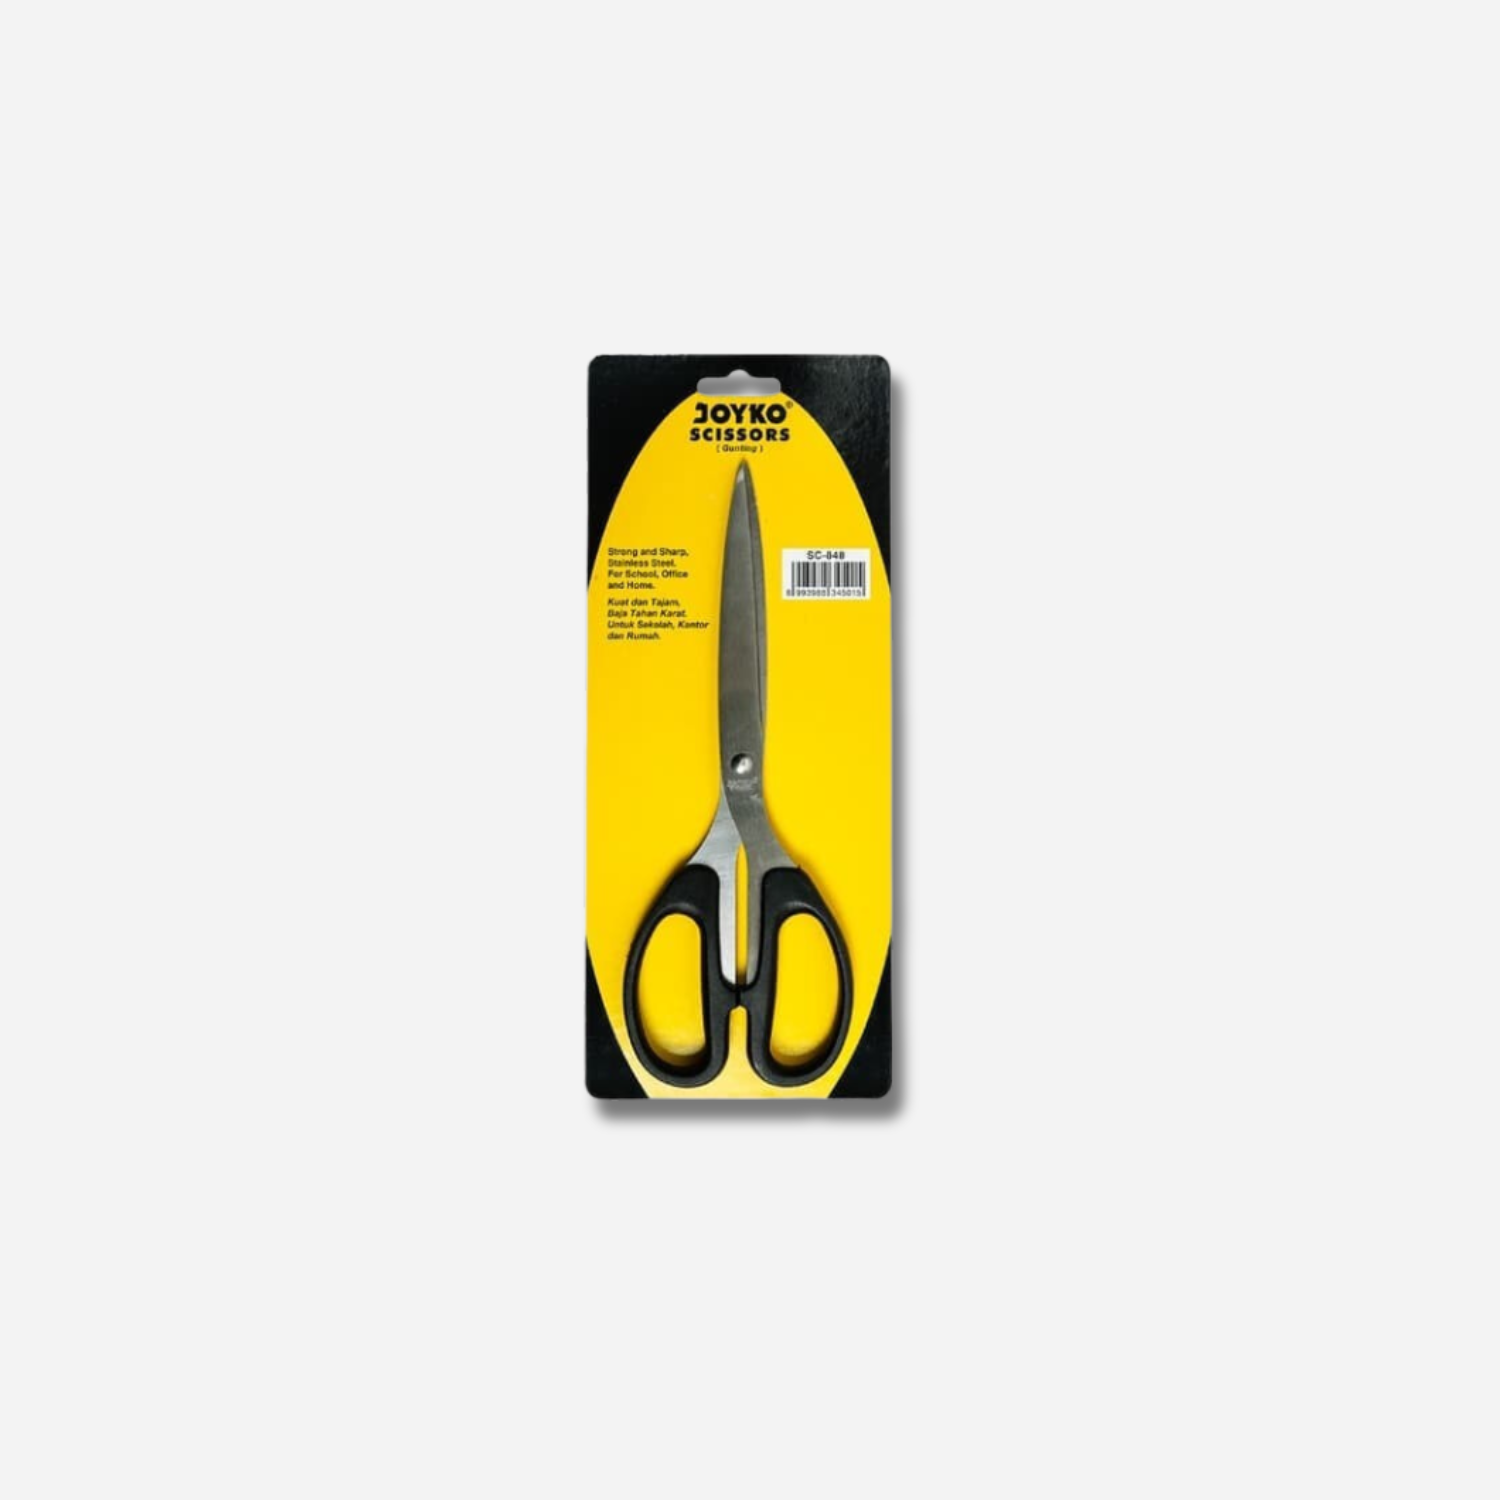 JOYKO®
SCISSORS
( Gunting )
Strong and Sharp,
Stainless Steel.
For School, Office
and Home.
Kuat dan Tajam,
Baja Tahan Karat.
Untuk Sekolah, Kantor
dan Rumah.
SC-848
8 993988 345015